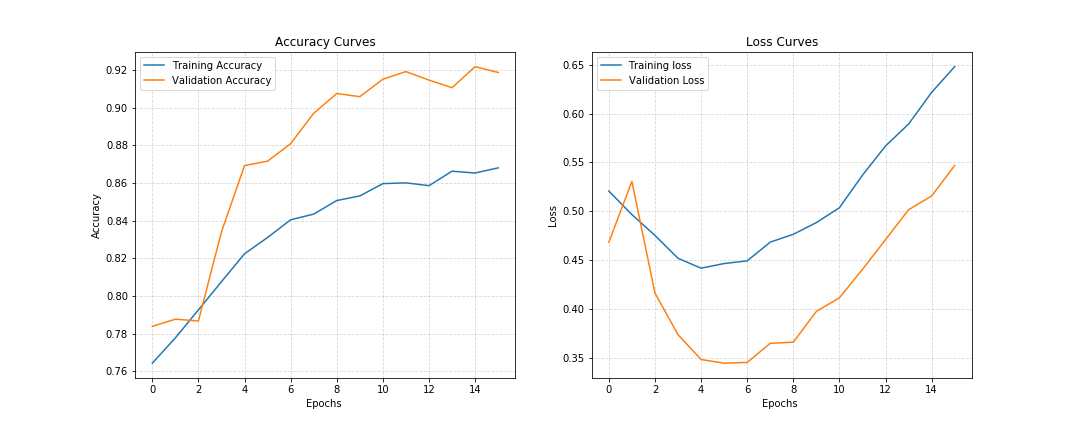 Accuracy Curves
Training Accuracy
Validation Accuracy
0.92
0.90
0.88
0.86
0.84
0.82
0.80
0.78
0.76
Accuracy
0 2 4 6 8 10 12 14
Epochs
Loss Curves
Training loss
Validation Loss
0.65
0.60
0.55
0.50
0.45
0.40
0.35
Loss
0 2 4 6 8 10 12 14
Epochs